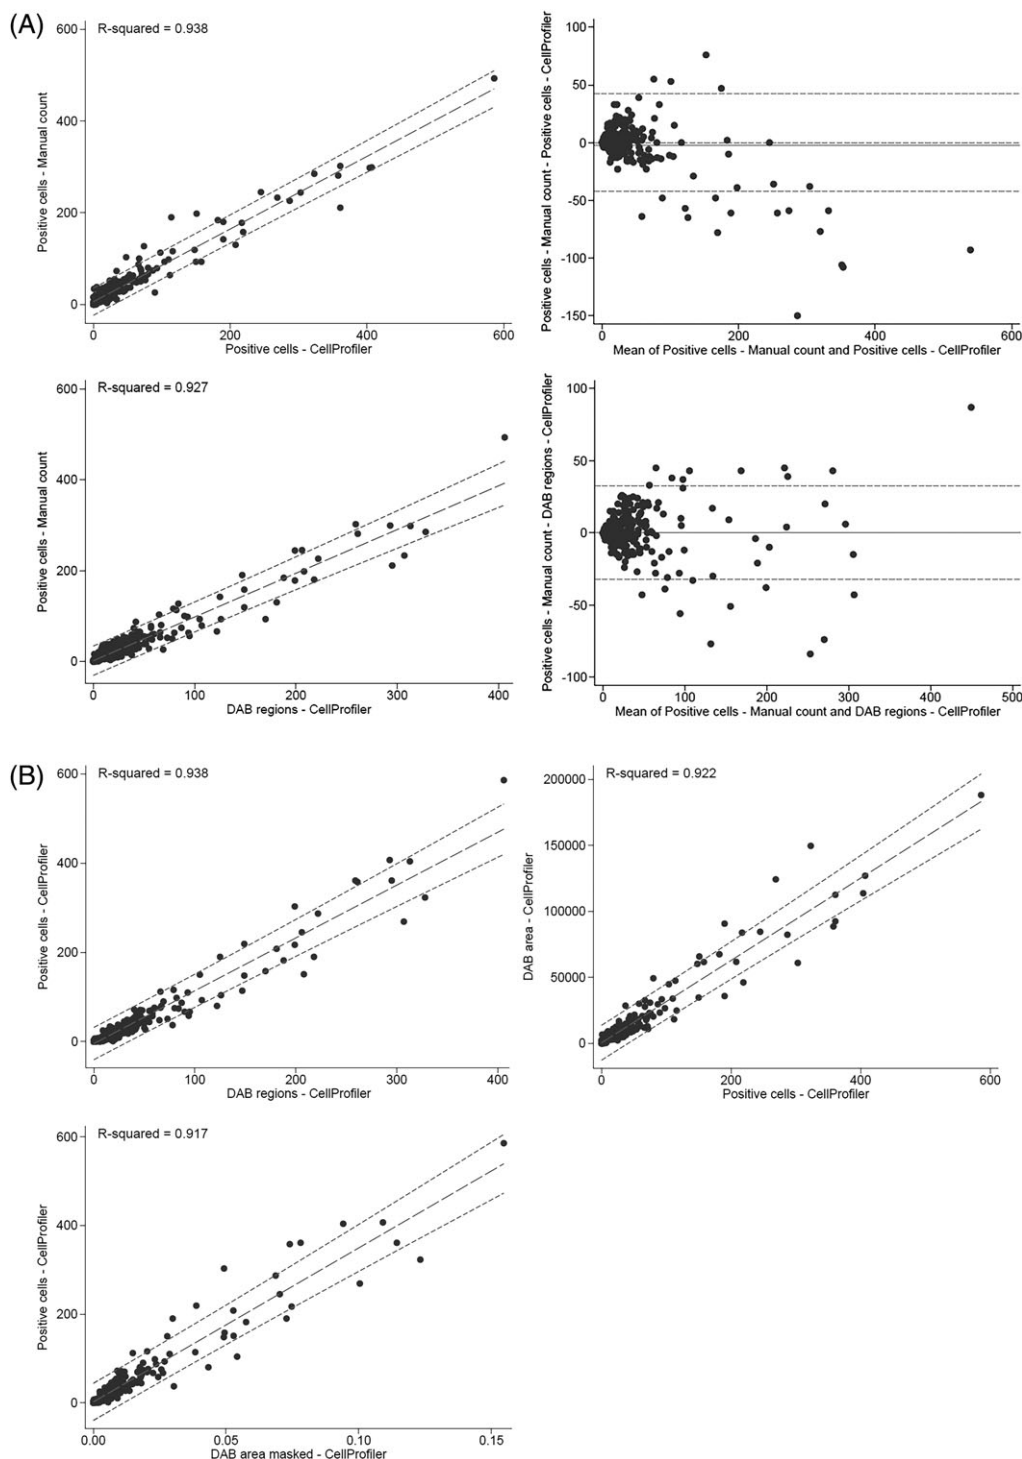 (A)
R-squared = 0.938
Positive cells - Manual count
600
400
200
0
0 200 400 600
Positive cells - CellProfiler
Positive cells - Manual count - Positive cells - CellProfiler
100
50
0
-50
-100
-150
0 200 400 600
Mean of Positive cells - Manual count and Positive cells - CellProfiler
R-squared = 0.927
Positive cells - Manual count
600
400
200
0
0 100 200 300 400
DAB regions - CellProfiler
Positive cells - Manual count - DAB regions - CellProfiler
100
50
0
-50
-100
0 100 200 300 400 500
Mean of Positive cells - Manual count and DAB regions - CellProfiler
(B)
R-squared = 0.938
Positive cells - CellProfiler
600
400
200
0
0 100 200 300 400
DAB regions - CellProfiler
R-squared = 0.922
DAB area - CellProfiler
200000
150000
100000
50000
0
0 200 400 600
Positive cells - CellProfiler
R-squared = 0.917
Positive cells - CellProfiler
600
400
200
0
0.00 0.05 0.10 0.15
DAB area masked - CellProfiler